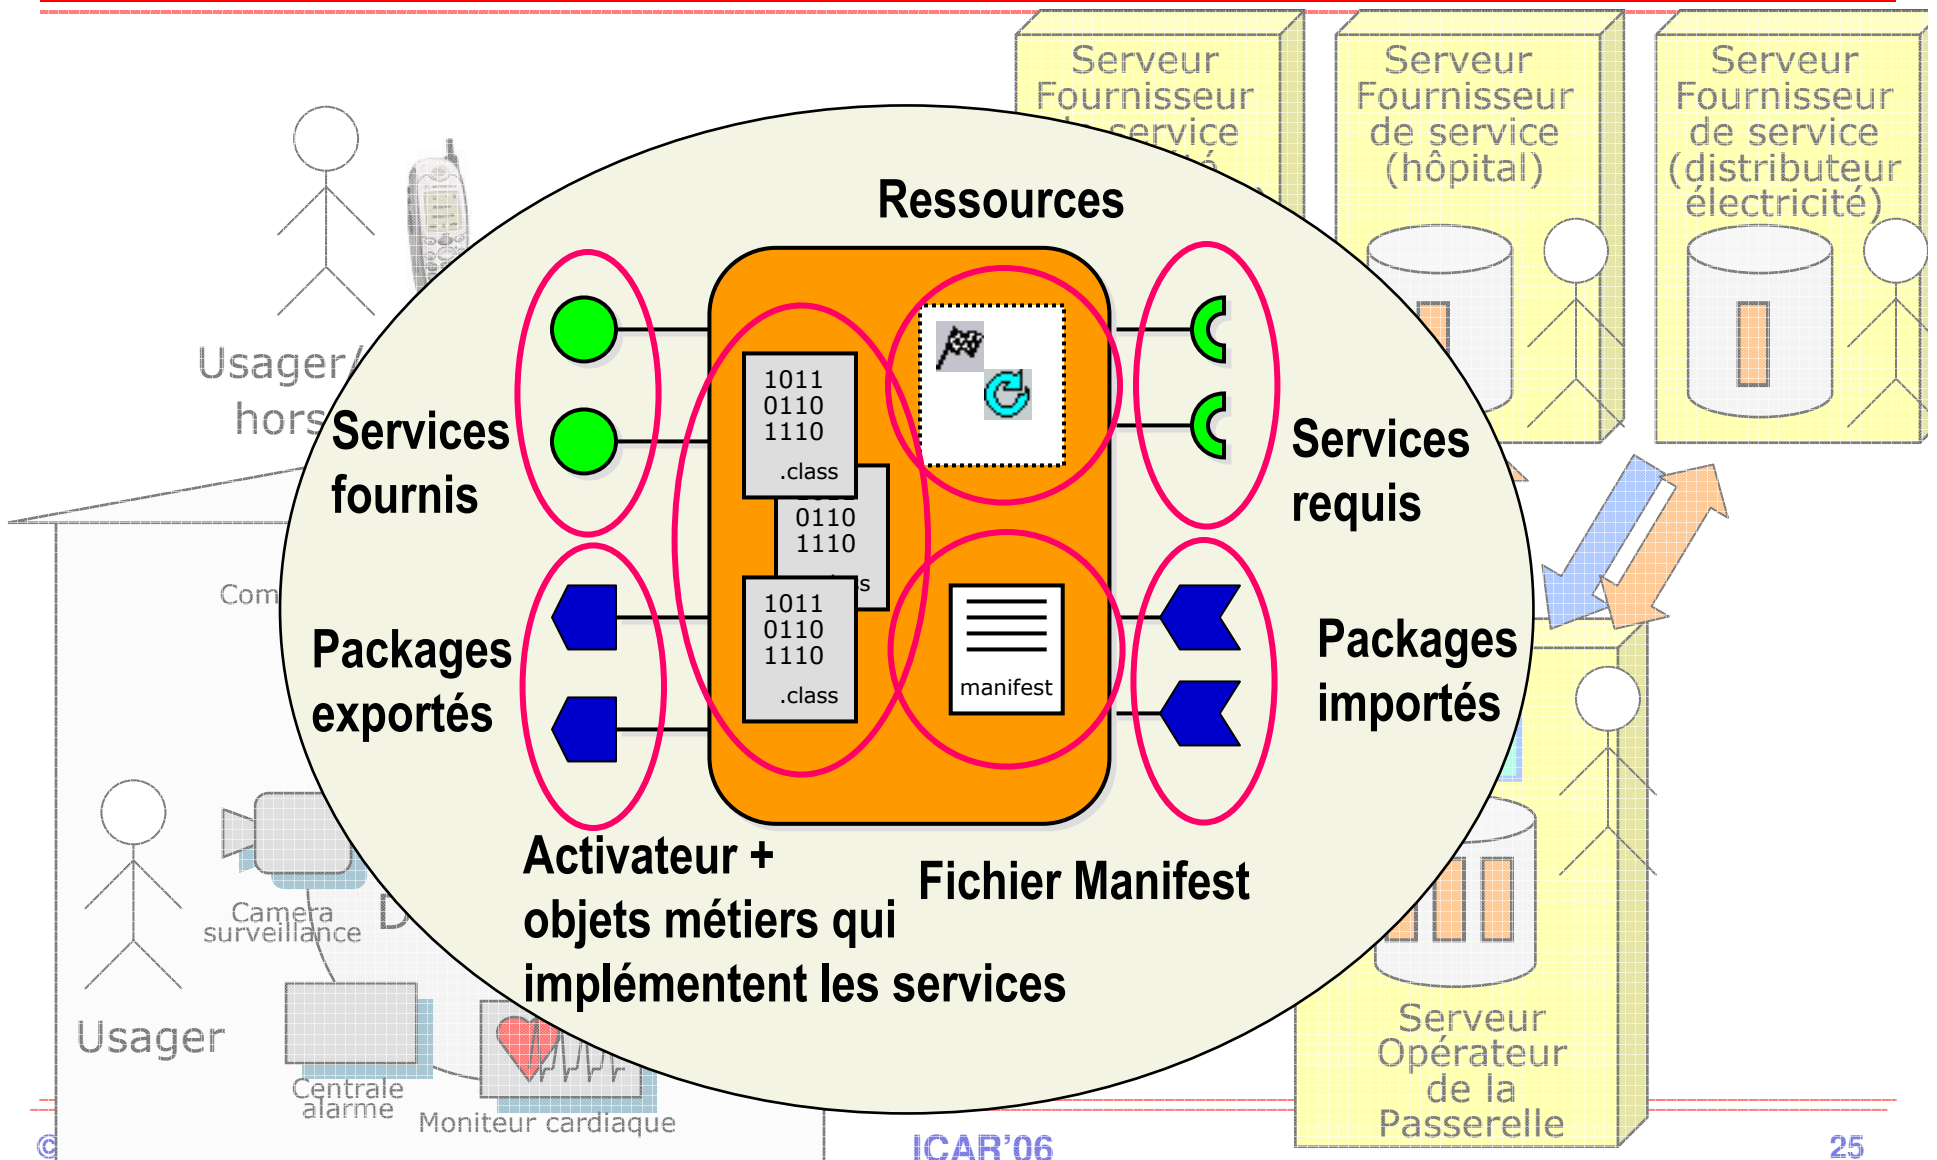 Serveur
Fournisseur
service
Serveur
Fournisseur
de service
(hôpital)
Serveur
Fournisseur
de service
(distributeur
électricité)
Ressources
Usager/
hors
Services
fournis
1011
0110
1110
.class
0110
1110
1011
0110
1110
.class
manifest
Services
requis
Com
Packages
exportés
Packages
importés
Activateur +
objets métiers qui
implémentent les services
Fichier Manifest
Camera
surveillance
D
Usager
Centrale
alarme
Moniteur cardiaque
Serveur
Opérateur
de la
Passerelle
©
ICAR'06
25